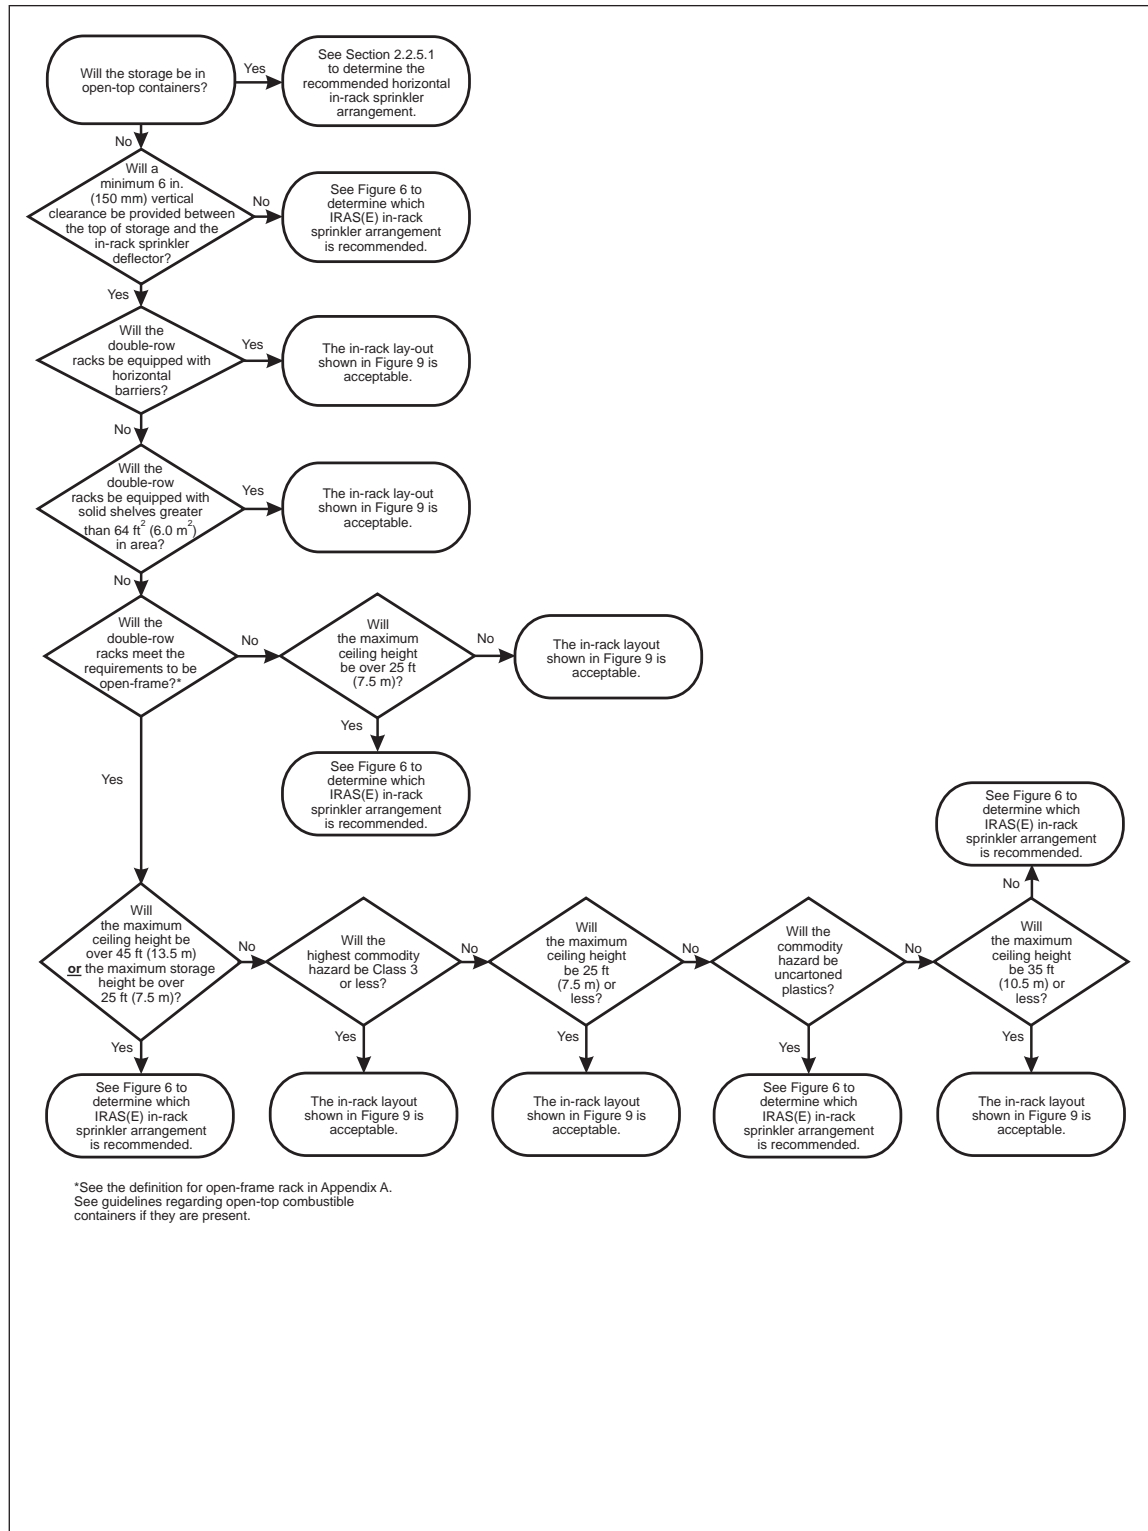 Will the storage be in
open-top containers?
Yes
See Section 2.2.5.1
to determine the
recommended horizontal
in-rack sprinkler
arrangement.
No
Will a
minimum 6 in.
(150 mm) vertical
clearance be provided between
the top of storage and the
in-rack sprinkler
deflector?
No
See Figure 6 to
determine which
IRAS(E) in-rack
sprinkler arrangement
is recommended.
Yes
Will the
double-row
racks be equipped with
horizontal
barriers?
Yes
The in-rack lay-out
shown in Figure 9 is
acceptable.
No
Will the
double-row
racks be equipped with
solid shelves greater
than 64 ft² (6.0 m²)
in area?
Yes
The in-rack lay-out
shown in Figure 9 is
acceptable.
No
Will the
double-row
racks meet the
requirements to be
open-frame?*
No
Will
the maximum
ceiling height
be over 25 ft
(7.5 m)?
No
The in-rack layout
shown in Figure 9 is
acceptable.
Yes
See Figure 6 to
determine which
IRAS(E) in-rack
sprinkler arrangement
is recommended.
Yes
Will
the maximum
ceiling height be
over 45 ft (13.5 m)
or the maximum storage
height be over
25 ft (7.5 m)?
No
Will the
highest commodity
hazard be Class 3
or less?
No
Will
the maximum
ceiling height
be 25 ft
(7.5 m) or
less?
No
Will the
commodity
hazard be
uncartoned
plastics?
No
Will
the maximum
ceiling height
be 35 ft
(10.5 m) or
less?
No
See Figure 6 to
determine which
IRAS(E) in-rack
sprinkler arrangement
is recommended.
Yes
See Figure 6 to
determine which
IRAS(E) in-rack
sprinkler arrangement
is recommended.
Yes
The in-rack layout
shown in Figure 9 is
acceptable.
Yes
The in-rack layout
shown in Figure 9 is
acceptable.
Yes
See Figure 6 to
determine which
IRAS(E) in-rack
sprinkler arrangement
is recommended.
Yes
The in-rack layout
shown in Figure 9 is
acceptable.
*See the definition for open-frame rack in Appendix A.
See guidelines regarding open-top combustible
containers if they are present.